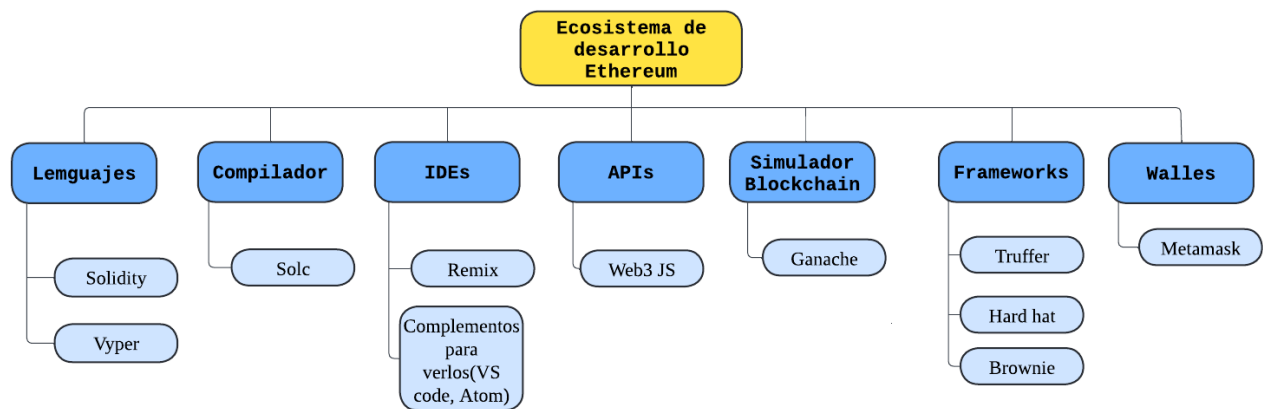 Ecosistema de
desarrollo
Ethereum
Lemguajes
Compilador
IDEs
APIs
Simulador
Blockchain
Frameworks
Walles
Solidity
Vyper
Solc
Remix
Complementos
para
verlos(VS
code, Atom)
Web3 JS
Ganache
Truffer
Hard hat
Brownie
Metamask